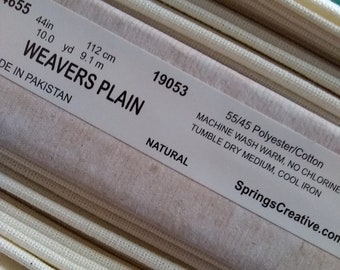 4655
44in 112 cm
10.0 yd 9.1 m
WEAVERS PLAIN
DE IN PAKISTAN
19053
NATURAL
55/45 Polyester/Cotton
MACHINE WASH WARM, NO CHLORINE
TUMBLE DRY MEDIUM, COOL IRON
SpringsCreative.com